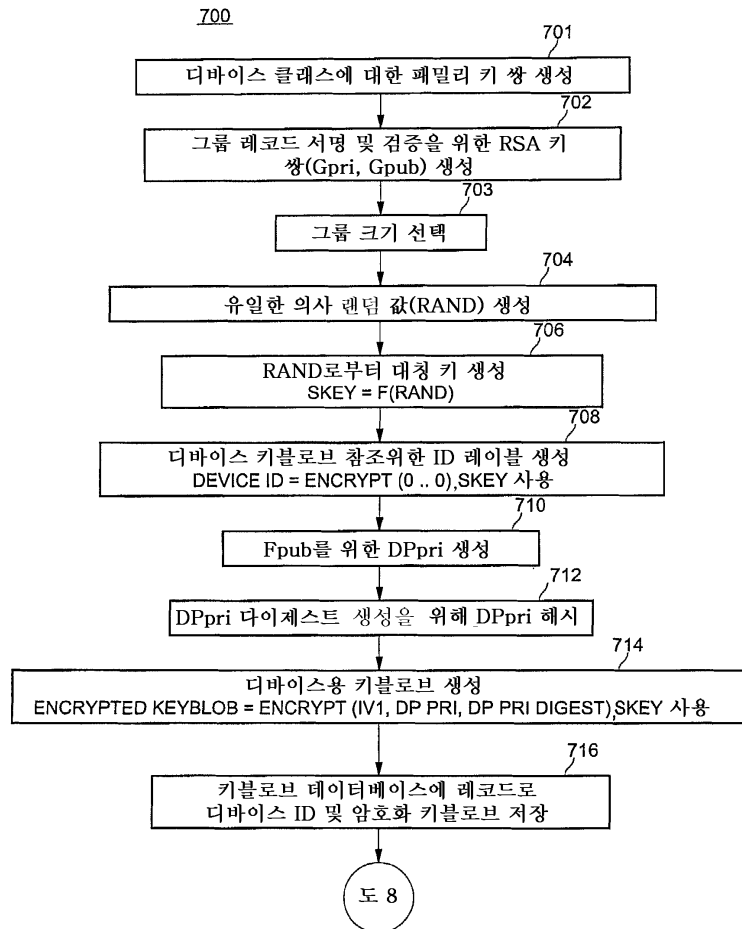 700
701
디바이스 클래스에 대한 패밀리 키 쌍 생성
702
그룹 레코드 서명 및 검증을 위한 RSA 키
쌍(Gpri, Gpub) 생성
703
그룹 크기 선택
704
유일한 의사 랜덤 값(RAND) 생성
706
RAND로부터 대칭 키 생성
SKEY = F(RAND)
708
디바이스 키블로브 참조위한 ID 레이블 생성
DEVICE ID = ENCRYPT (0 .. 0),SKEY 사용
710
Fpub를 위한 DPpri 생성
712
DPpri 다이제스트 생성을 위해 DPpri 해시
714
디바이스용 키블로브 생성
ENCRYPTED KEYBLOB = ENCRYPT (IV1, DP PRI, DP PRI DIGEST),SKEY 사용
716
키블로브 데이터베이스에 레코드로
디바이스 ID 및 암호화 키블로브 저장
도 8